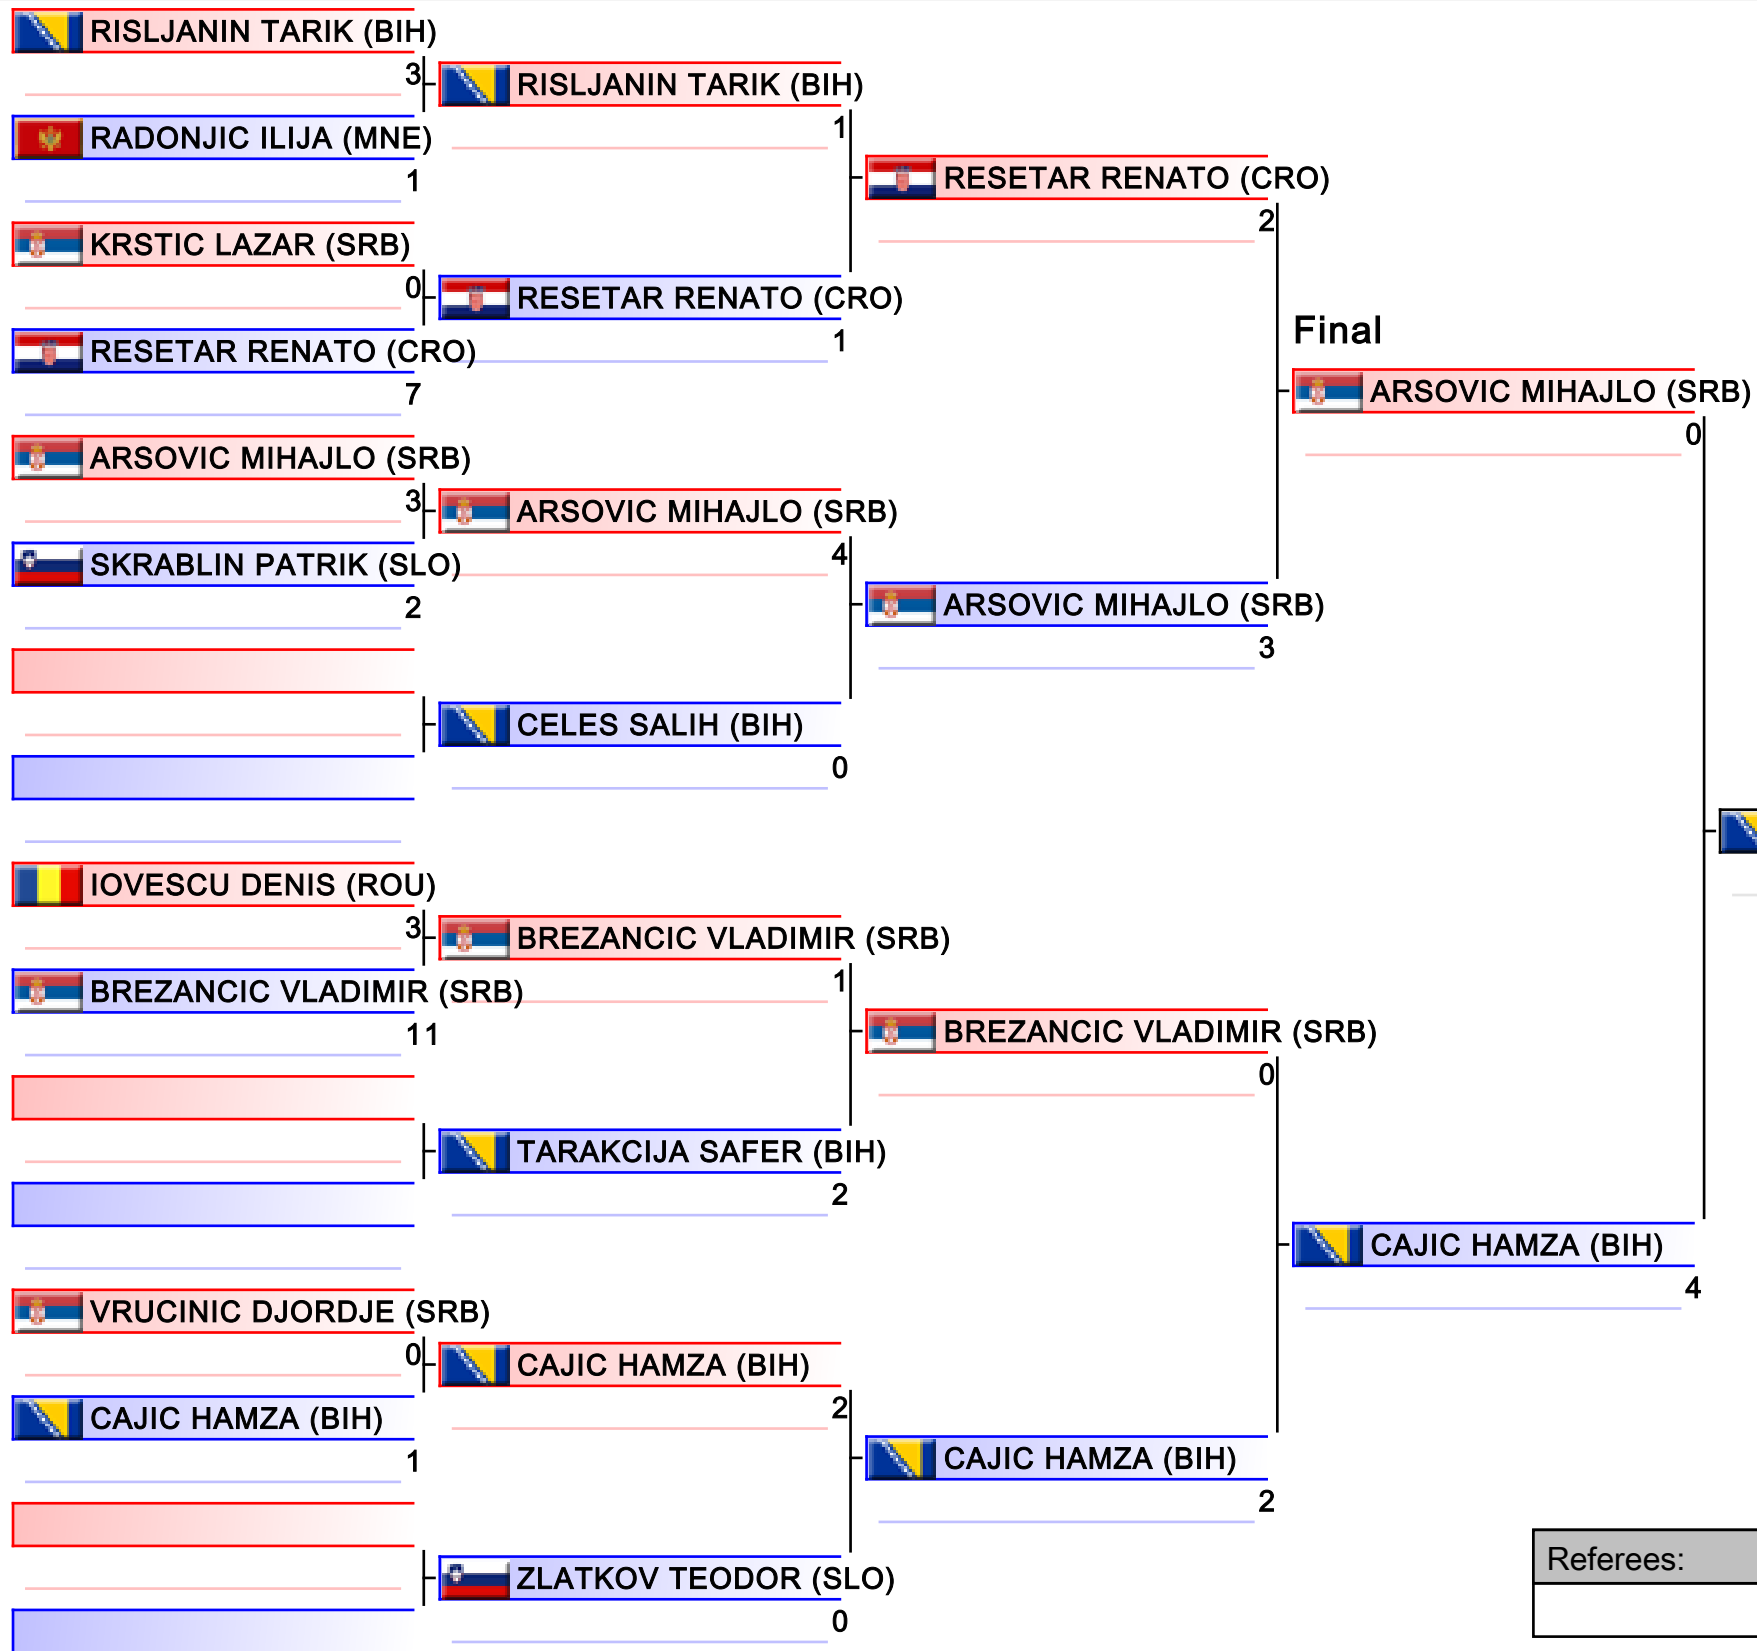 RISLJANIN TARIK (BIH)
3
RADONJIC ILIJA (MNE)
1
KRSTIC LAZAR (SRB)
0
RESETAR RENATO (CRO)
7
ARSOVIC MIHAJLO (SRB)
3
SKRABLIN PATRIK (SLO)
2
IOVESCU DENIS (ROU)
3
BREZANCIC VLADIMIR (SRB)
11
VRUCINIC DJORDJE (SRB)
0
CAJIC HAMZA (BIH)
1
RISLJANIN TARIK (BIH)
1
RESETAR RENATO (CRO)
1
ARSOVIC MIHAJLO (SRB)
4
CELES SALIH (BIH)
0
BREZANCIC VLADIMIR (SRB)
1
TARAKCIJA SAFER (BIH)
2
CAJIC HAMZA (BIH)
2
ZLATKOV TEODOR (SLO)
0
RESETAR RENATO (CRO)
2
ARSOVIC MIHAJLO (SRB)
3
BREZANCIC VLADIMIR (SRB)
0
CAJIC HAMZA (BIH)
2
Final
ARSOVIC MIHAJLO (SRB)
0
CAJIC HAMZA (BIH)
4
Referees: